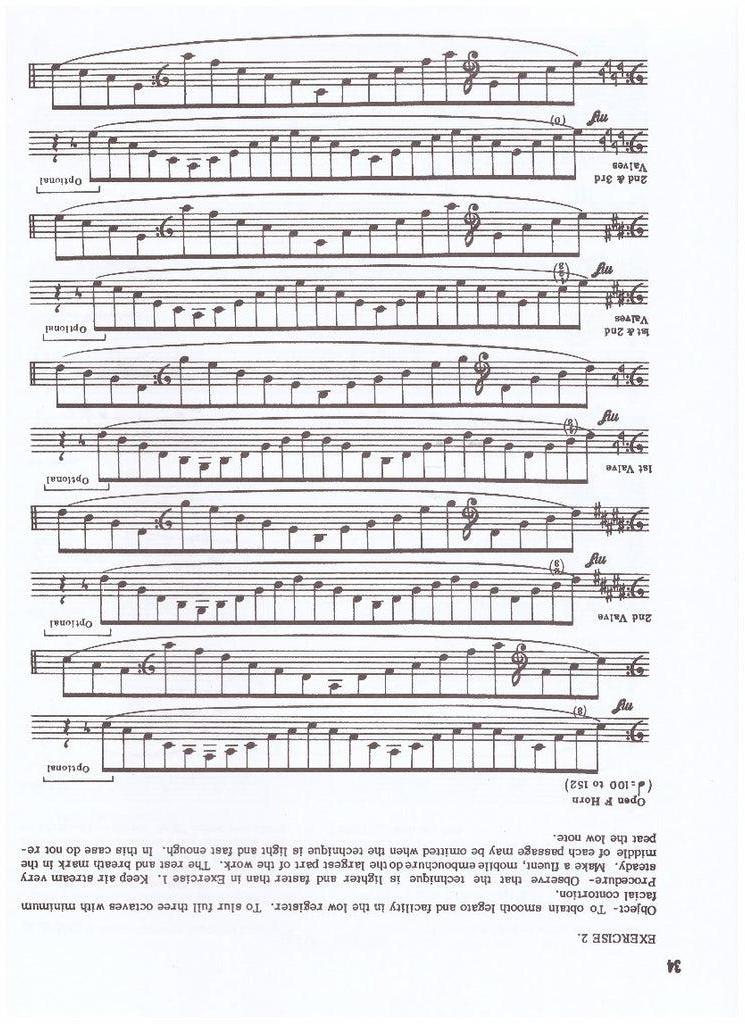 34
EXERCISE 2.
Object- To obtain smooth legato and facility in the low register. To slur full three octaves with minimum
facial contortion.
Procedure- Observe that the technique is lighter and faster than in Exercise 1. Keep air stream very
steady. Make a fluent, mobile embouchure do the largest part of the work. The rest and breath mark in the
middle of each passage may be omitted when the technique is light and fast enough. In this case do not re-
peat the low note.
Open F Horn
(♩=100 to 152)
Optional
(8)
2nd Valve
Optional
1st Valve
Optional
1st & 2nd
Valves
Optional
2nd & 3rd
Valves
Optional
(0)